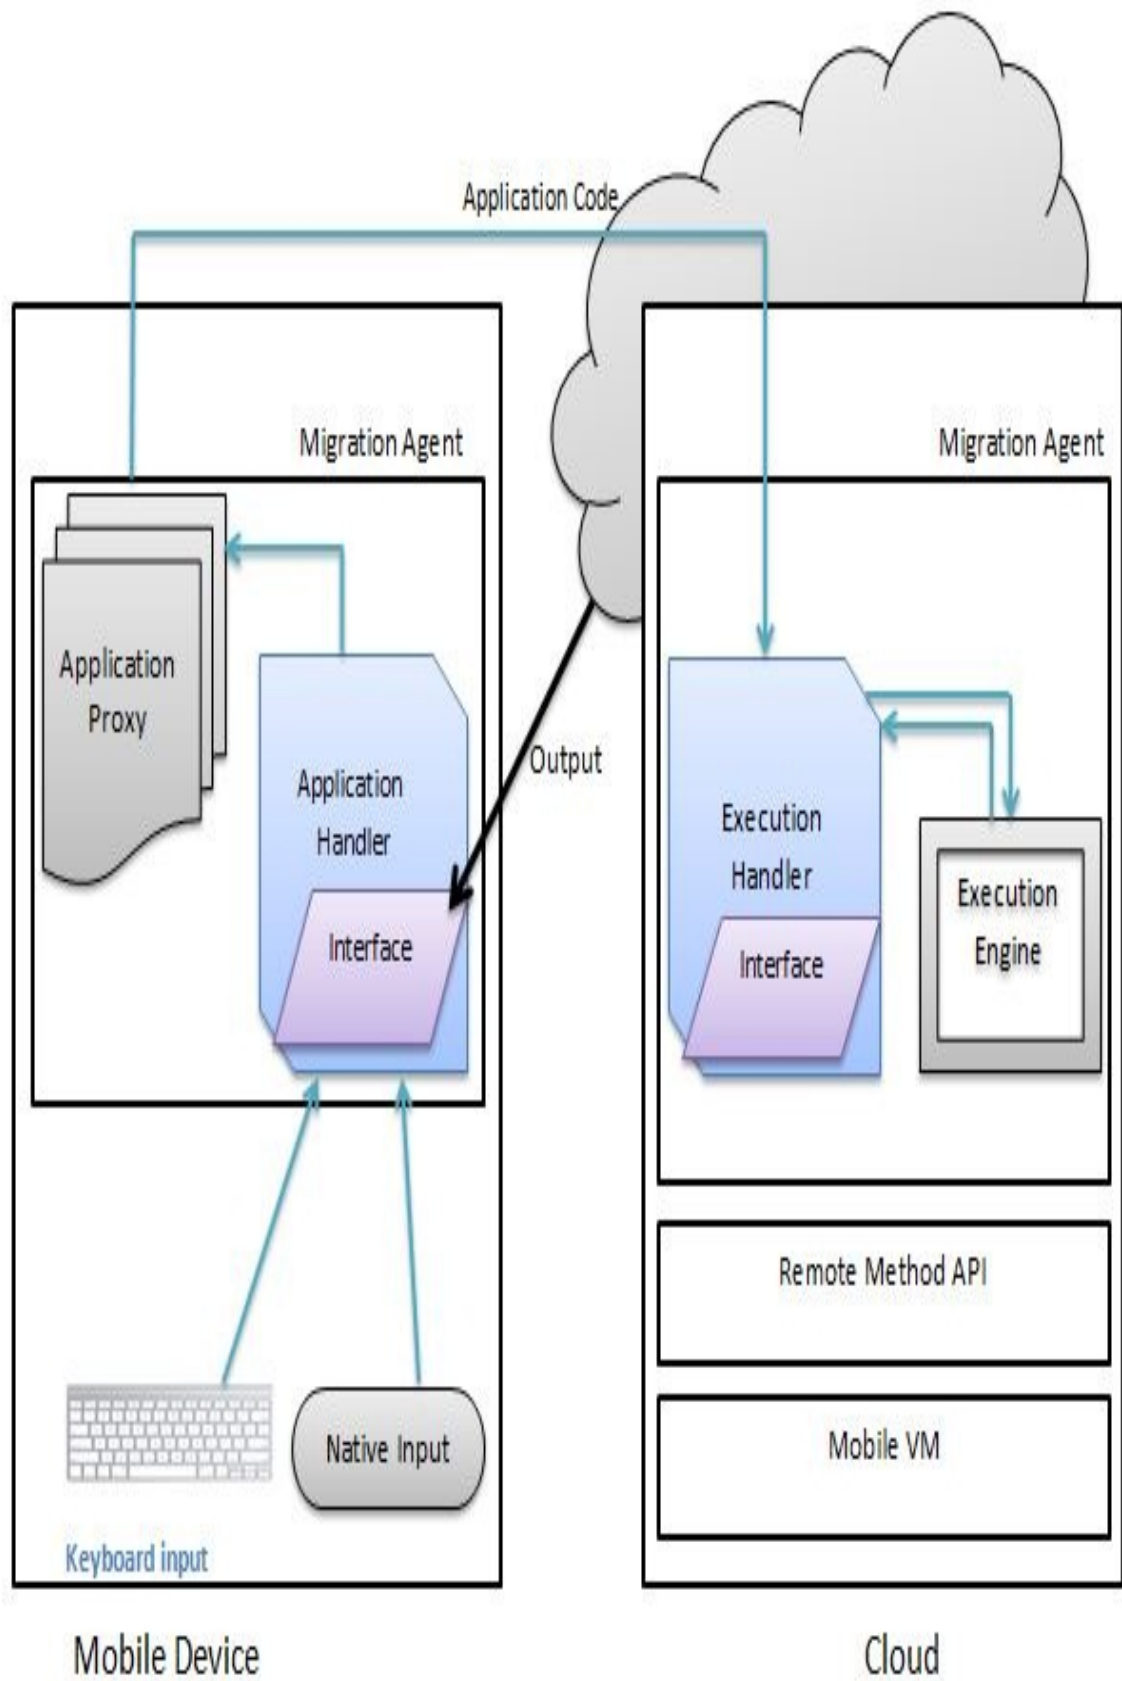 Application Code
Migration Agent
Migration Agent
Application
Proxy
Application
Handler
Interface
Output
Execution
Handler
Interface
Execution
Engine
Remote Method API
Mobile VM
Native Input
Keyboard input
Mobile Device
Cloud